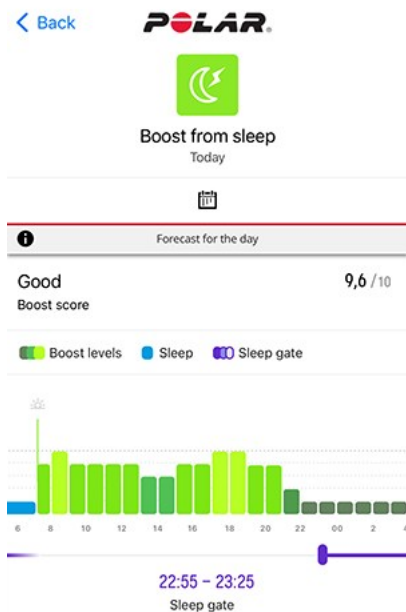 Back
POLAR.
Boost from sleep
Today
Forecast for the day
Good
9,6 /10
Boost score
Boost levels Sleep Sleep gate
6 8 10 12 14 16 18 20 22 00 2 4
22:55 – 23:25
Sleep gate